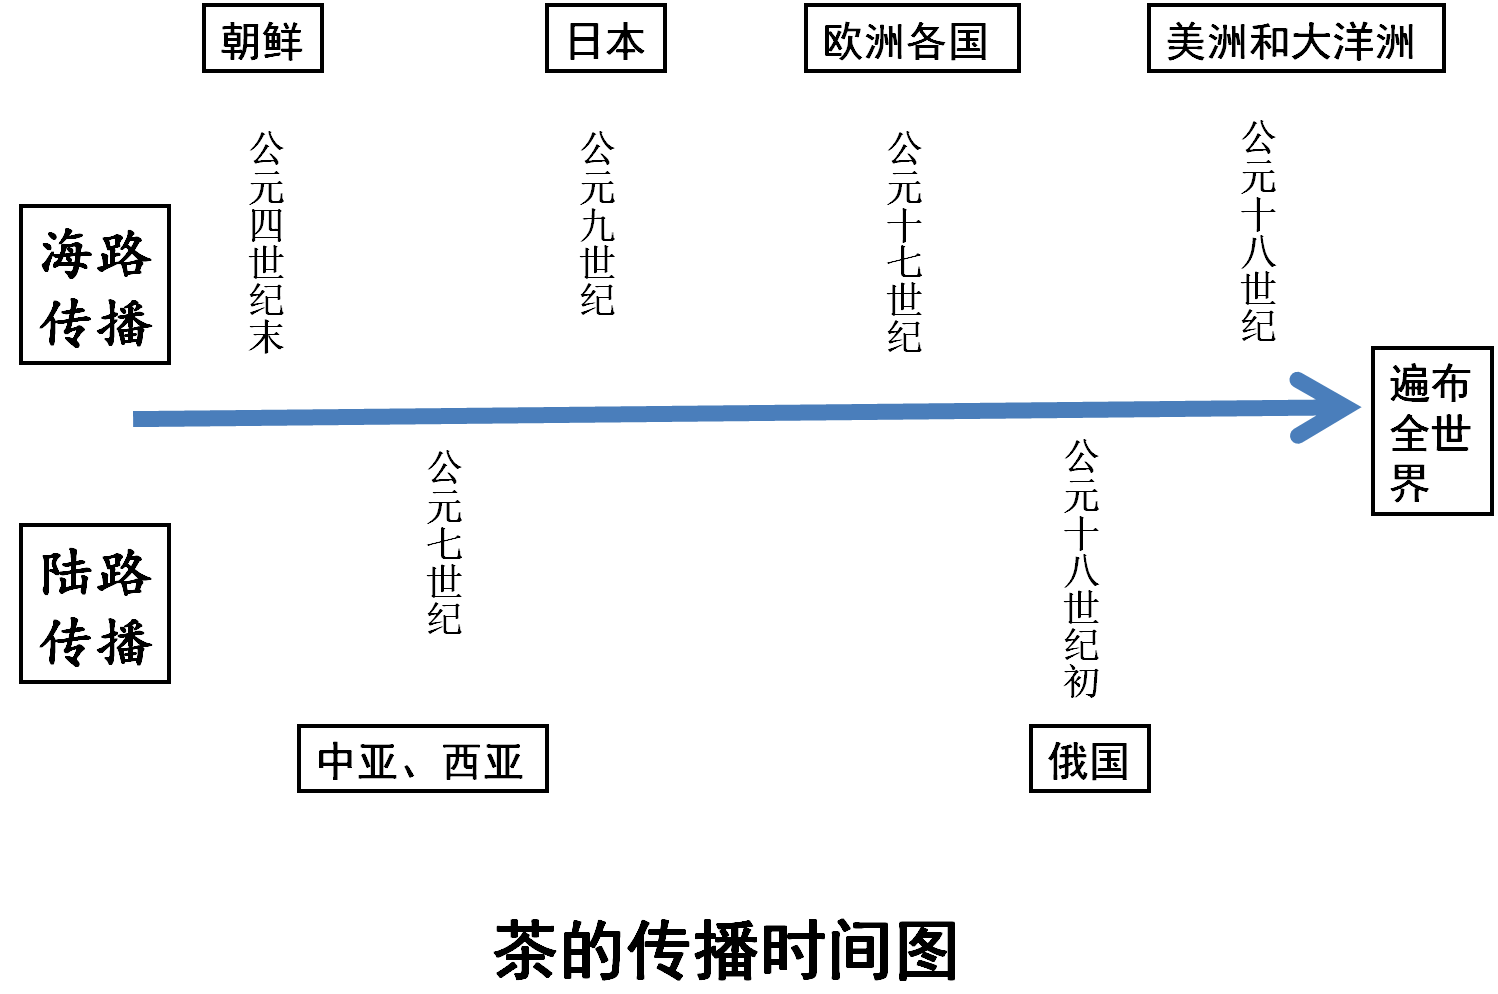 朝鲜
日本
欧洲各国
美洲和大洋洲
公元四世纪末
公元九世纪
公元十七世纪
公元十八世纪
海路
传播
遍布
全世
界
公元七世纪
公元十八世纪初
陆路
传播
中亚、西亚
俄国
茶的传播时间图